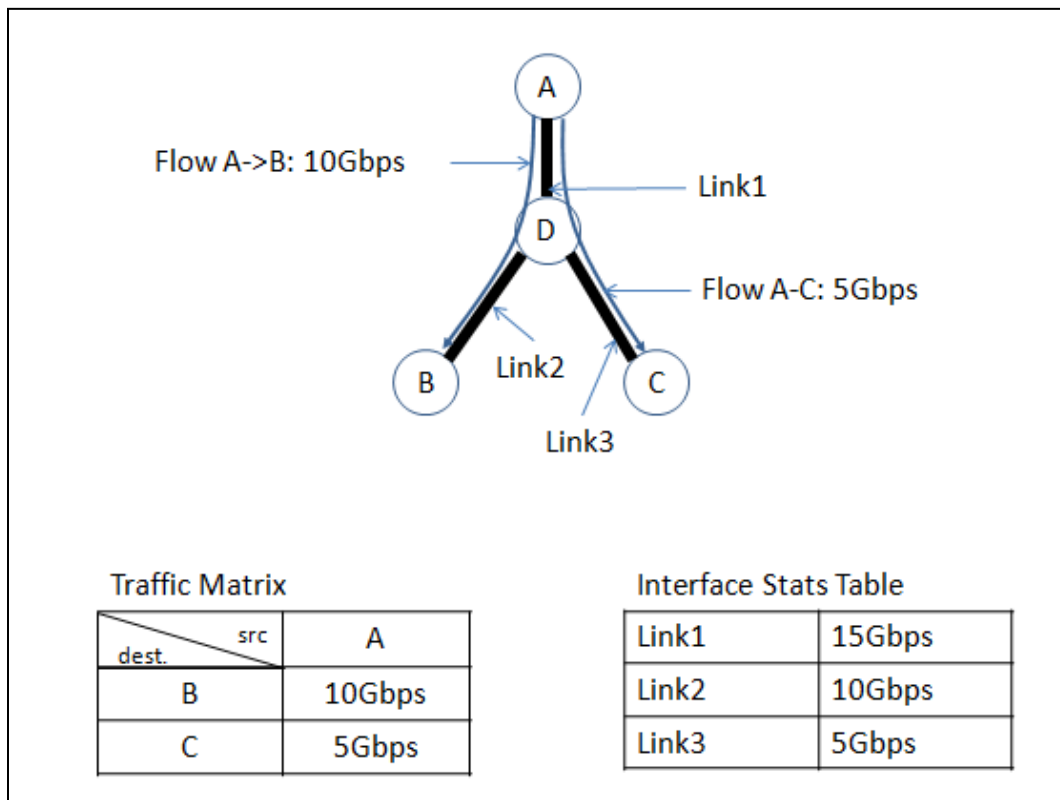 A
Flow A->B: 10Gbps
Link1
D
Flow A-C: 5Gbps
Link2
B
C
Link3
Traffic Matrix
src
dest.
A
B 10Gbps
C 5Gbps
Interface Stats Table
Link1 15Gbps
Link2 10Gbps
Link3 5Gbps